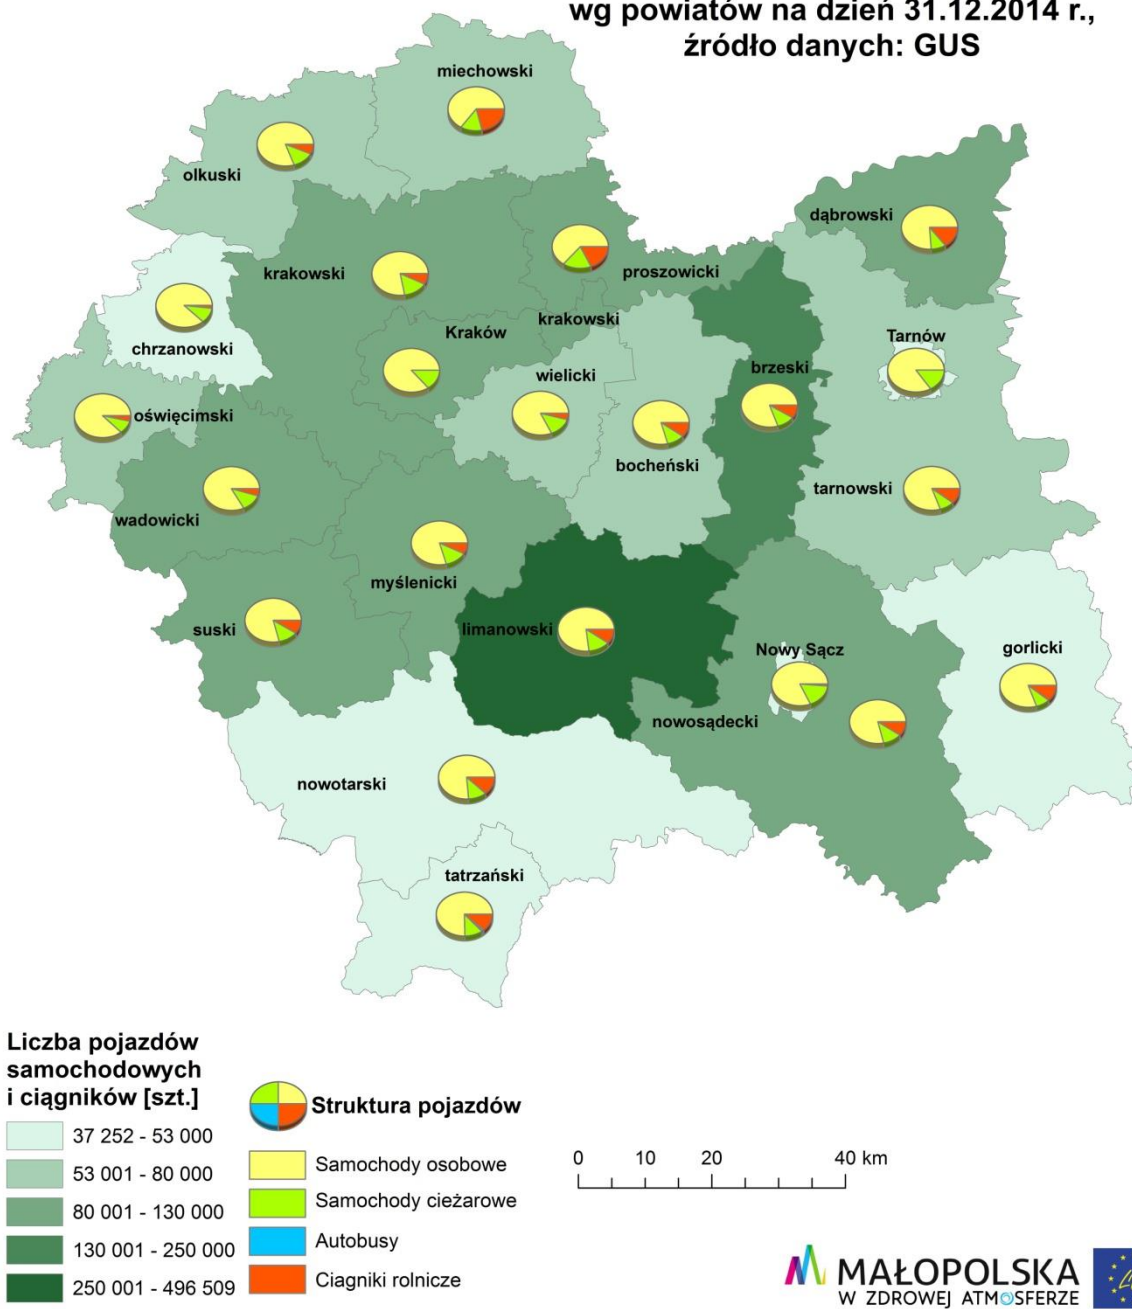 wg powiatów na dzień 31.12.2014 r.,
źródło danych: GUS
miechowski
olkuski
dąbrowski
krakowski
proszowicki
krakowski
Kraków
Tarnów
chrzanowski
wielicki
brzeski
oświęcimski
bocheński
tarnowski
wadowicki
myślenicki
suski
limanowski
Nowy Sącz
gorlicki
nowosądecki
nowotarski
tatrzański
Liczba pojazdów
samochodowych
i ciągników [szt.]
37 252 - 53 000
53 001 - 80 000
80 001 - 130 000
130 001 - 250 000
250 001 - 496 509
Struktura pojazdów
Samochody osobowe
Samochody cieżarowe
Autobusy
Ciagniki rolnicze
0 10 20 40 km
MAŁOPOLSKA
W ZDROWEJ ATMOSFERZE